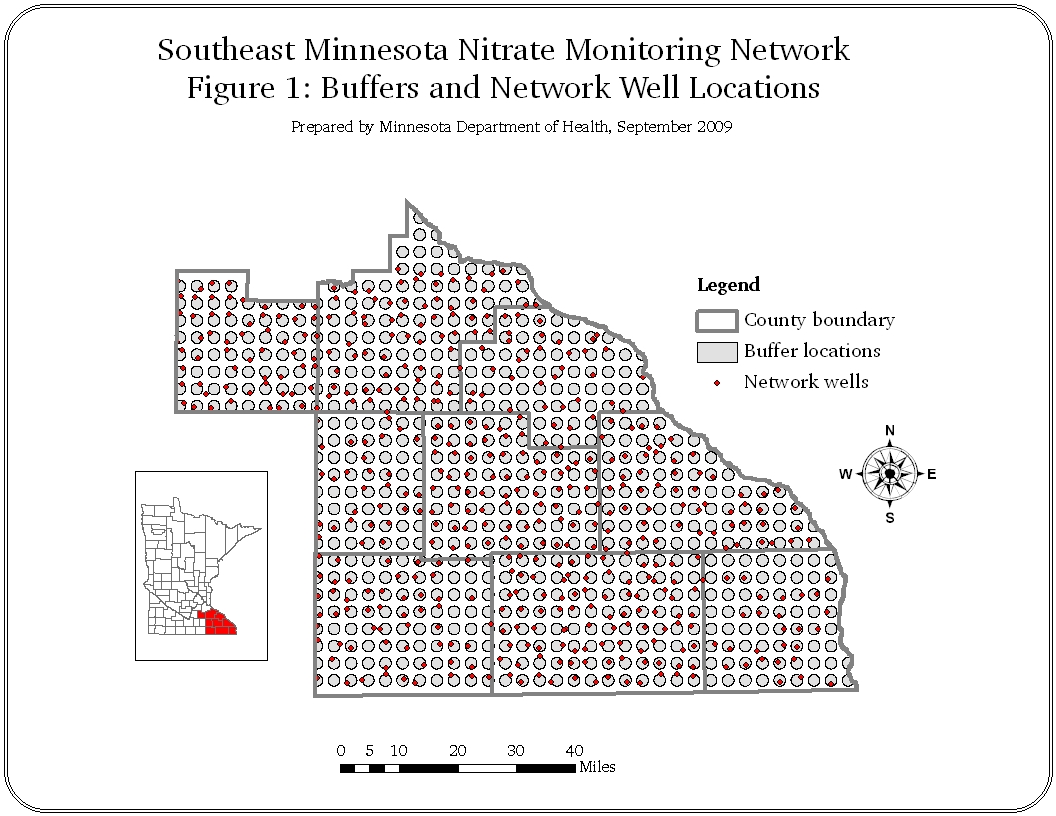 Southeast Minnesota Nitrate Monitoring Network
Figure 1: Buffers and Network Well Locations
Prepared by Minnesota Department of Health, September 2009
Legend
County boundary
Buffer locations
Network wells
N
W E
S
0 5 10 20 30 40
Miles